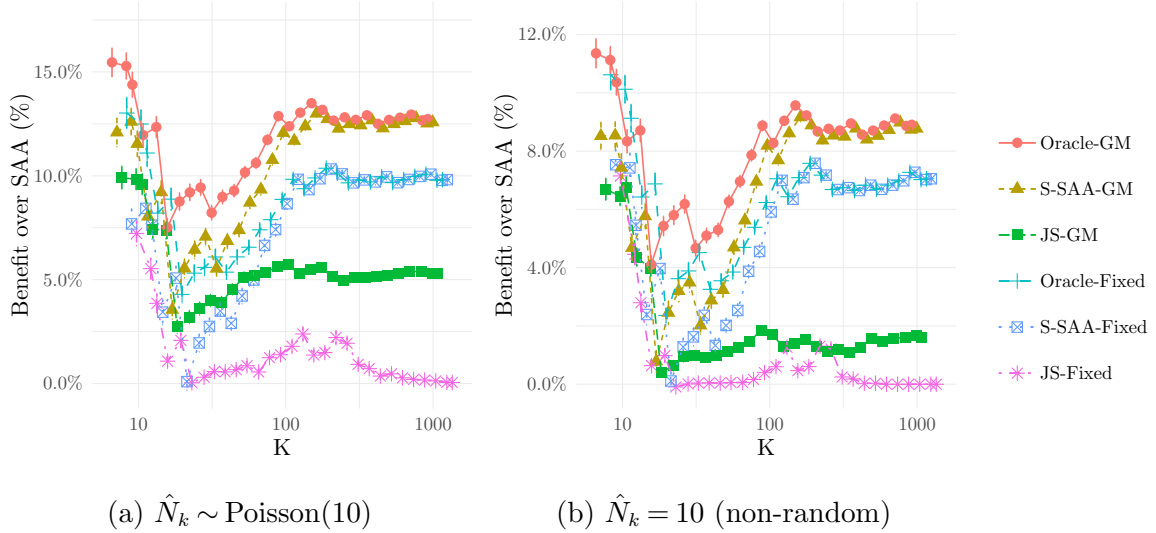 Benefit over SAA (%)
15.0%
10.0%
5.0%
0.0%
10
100
1000
K
(a) N̂_k ∼ Poisson(10)
Benefit over SAA (%)
12.0%
8.0%
4.0%
0.0%
10
100
1000
K
(b) N̂_k = 10 (non-random)
Oracle-GM
S-SAA-GM
JS-GM
Oracle-Fixed
S-SAA-Fixed
JS-Fixed